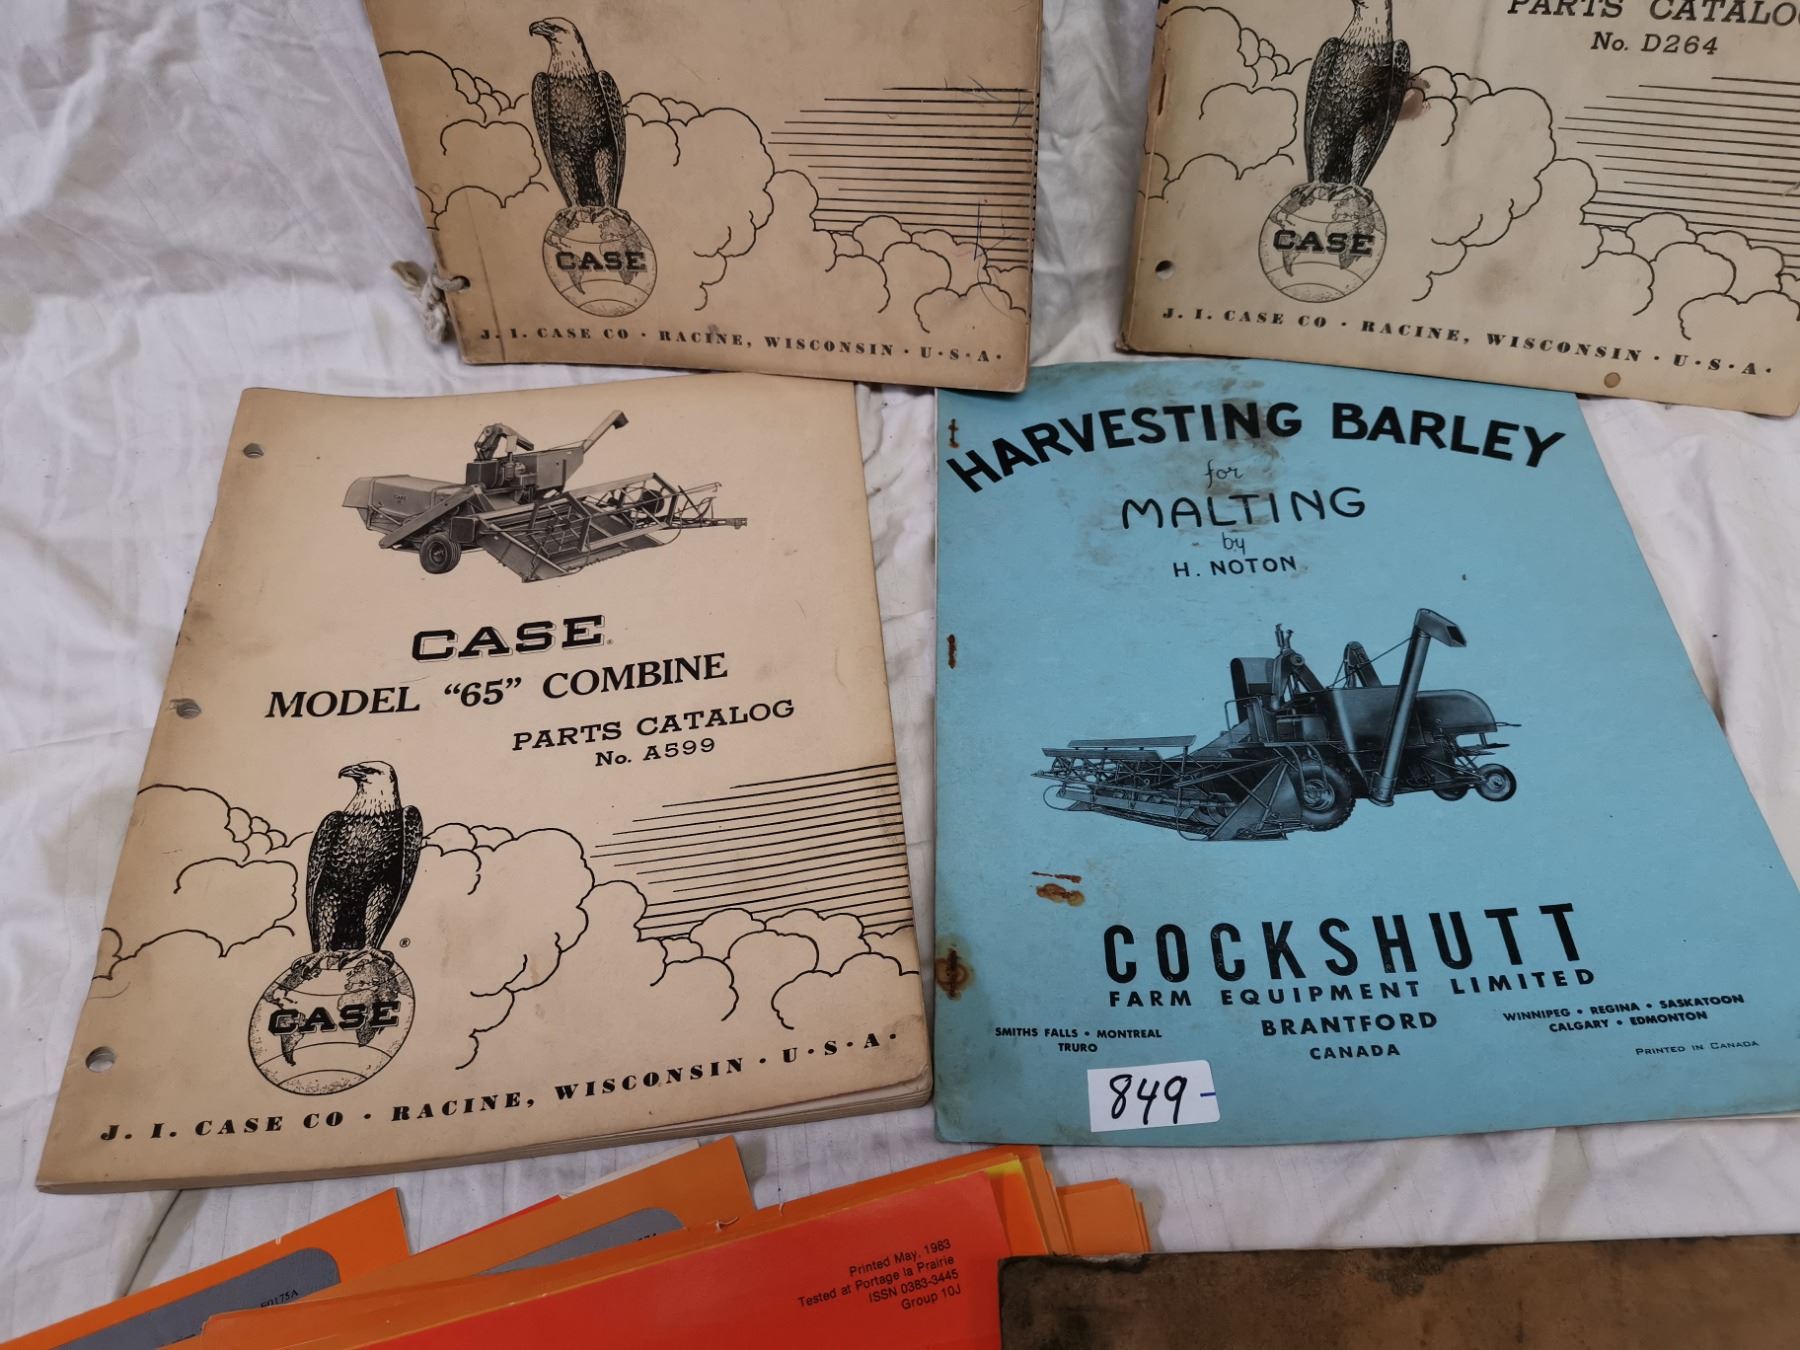 CASE
J. I. CASE CO · RACINE, WISCONSIN · U·S·A·
PARTS CATALO
No. D264
CASE
J. I. CASE CO · RACINE, WISCONSIN · U·S·A·
CASE®
MODEL "65" COMBINE
PARTS CATALOG
No. A599
®
CASE
J. I. CASE CO · RACINE, WISCONSIN · U·S·A·
HARVESTING BARLEY
for
MALTING
by
H. NOTON
COCKSHUTT
FARM EQUIPMENT LIMITED
BRANTFORD
CANADA
SMITHS FALLS • MONTREAL
TRURO
WINNIPEG • REGINA • SASKATOON
CALGARY • EDMONTON
PRINTED IN CANADA
849-
Printed May, 1983
Tested at Portage la Prairie
ISSN 0383-3445
Group 10J
E0175A